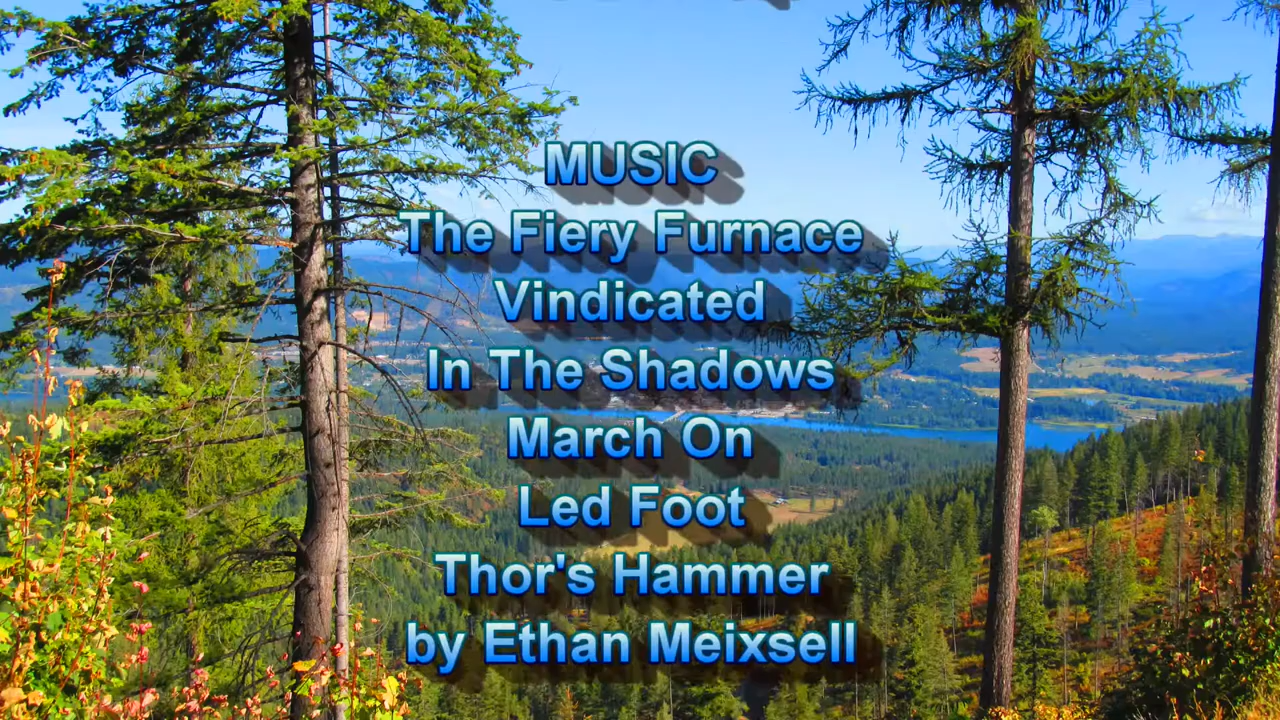 MUSIC
The Fiery Furnace
Vindicated
In The Shadows
March On
Led Foot
Thor's Hammer
by Ethan Meixsell